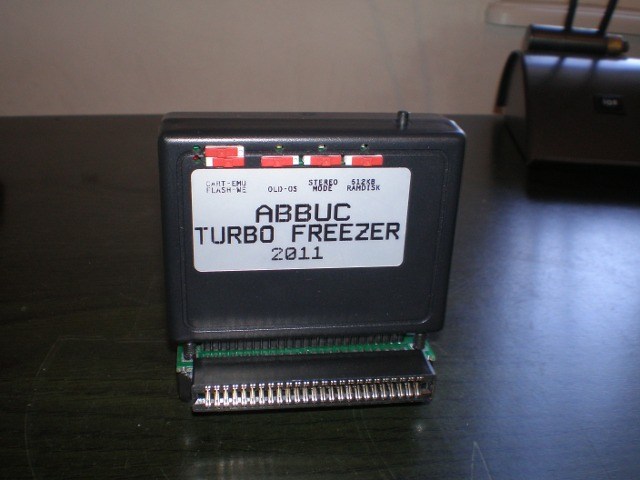 CART-EMU
FLASH-WE
OLD-OS
STEREO
MODE
512KB
RAMDISK
ABBUC
TURBO FREEZER
2011